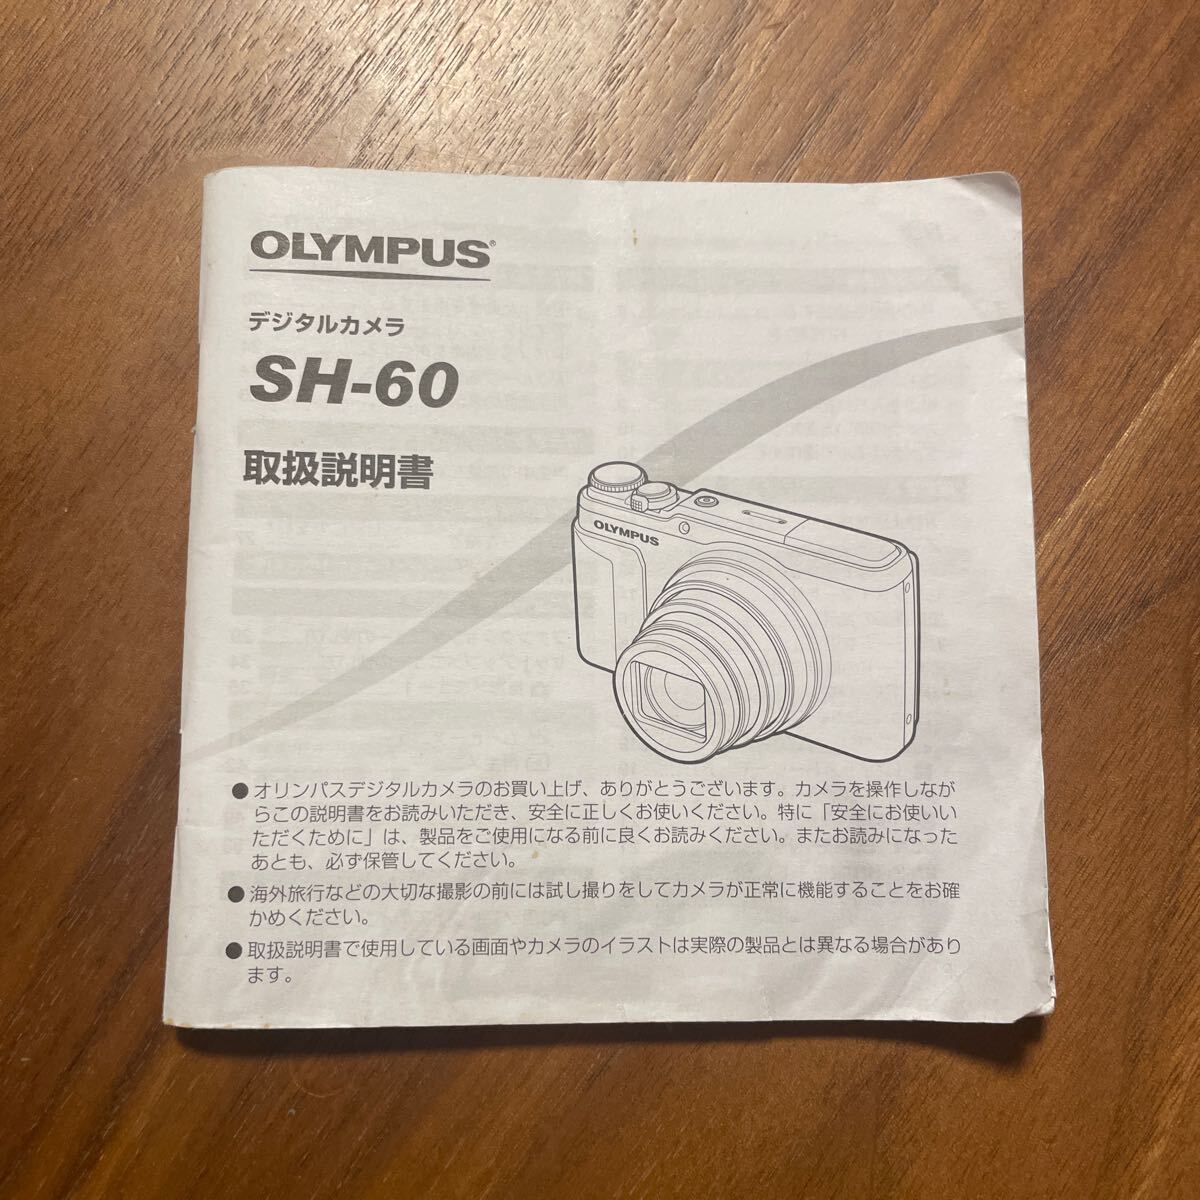 OLYMPUS®
デジタルカメラ
SH-60
取扱説明書
OLYMPUS
● オリンパスデジタルカメラのお買い上げ、ありがとうございます。カメラを操作しなが
らこの説明書をお読みいただき、安全に正しくお使いください。特に「安全にお使いい
ただくために」は、製品をご使用になる前に良くお読みください。またお読みになった
あとも、必ず保管してください。
● 海外旅行などの大切な撮影の前には試し撮りをしてカメラが正常に機能することをお確
かめください。
● 取扱説明書で使用している画面やカメラのイラストは実際の製品とは異なる場合があり
ます。